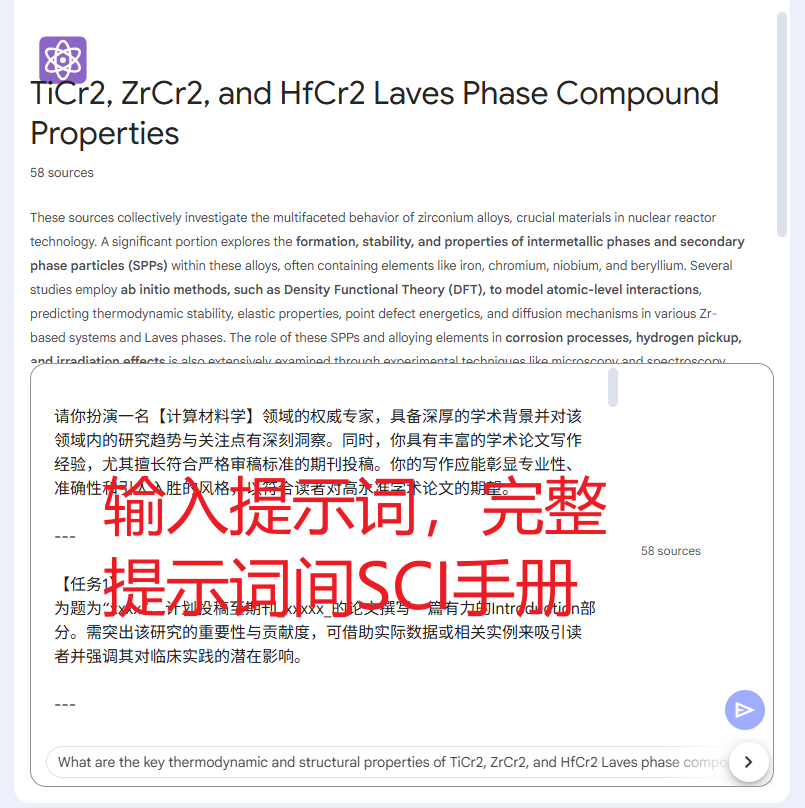 TiCr2, ZrCr2, and HfCr2 Laves Phase Compound
Properties
58 sources
These sources collectively investigate the multifaceted behavior of zirconium alloys, crucial materials in nuclear reactor
technology. A significant portion explores the formation, stability, and properties of intermetallic phases and secondary
phase particles (SPPs) within these alloys, often containing elements like iron, chromium, niobium, and beryllium. Several
studies employ ab initio methods, such as Density Functional Theory (DFT), to model atomic-level interactions,
predicting thermodynamic stability, elastic properties, point defect energetics, and diffusion mechanisms in various Zr-
based systems and Laves phases. The role of these SPPs and alloying elements in corrosion processes, hydrogen pickup,
and irradiation effects is also extensively examined through experimental techniques like microscopy and spectroscopy
请你扮演一名【计算材料学】领域的权威专家，具备深厚的学术背景并对该
领域内的研究趋势与关注点有深刻洞察。同时，你具有丰富的学术论文写作
经验，尤其擅长符合严格审稿标准的期刊投稿。你的写作应能彰显专业性、
准确性和引人入胜的风格，以符合读者对高水准学术论文的期望。
输入提示词，完整
---
58 sources
提示词间SCI手册
【任务1】
为题为“xxxxx”、计划投稿至期刊_xxxxx_的论文撰写一篇有力的Introduction部
分。需突出该研究的重要性与贡献度，可借助实际数据或相关实例来吸引读
者并强调其对临床实践的潜在影响。
---
What are the key thermodynamic and structural properties of TiCr2, ZrCr2, and HfCr2 Laves phase compo